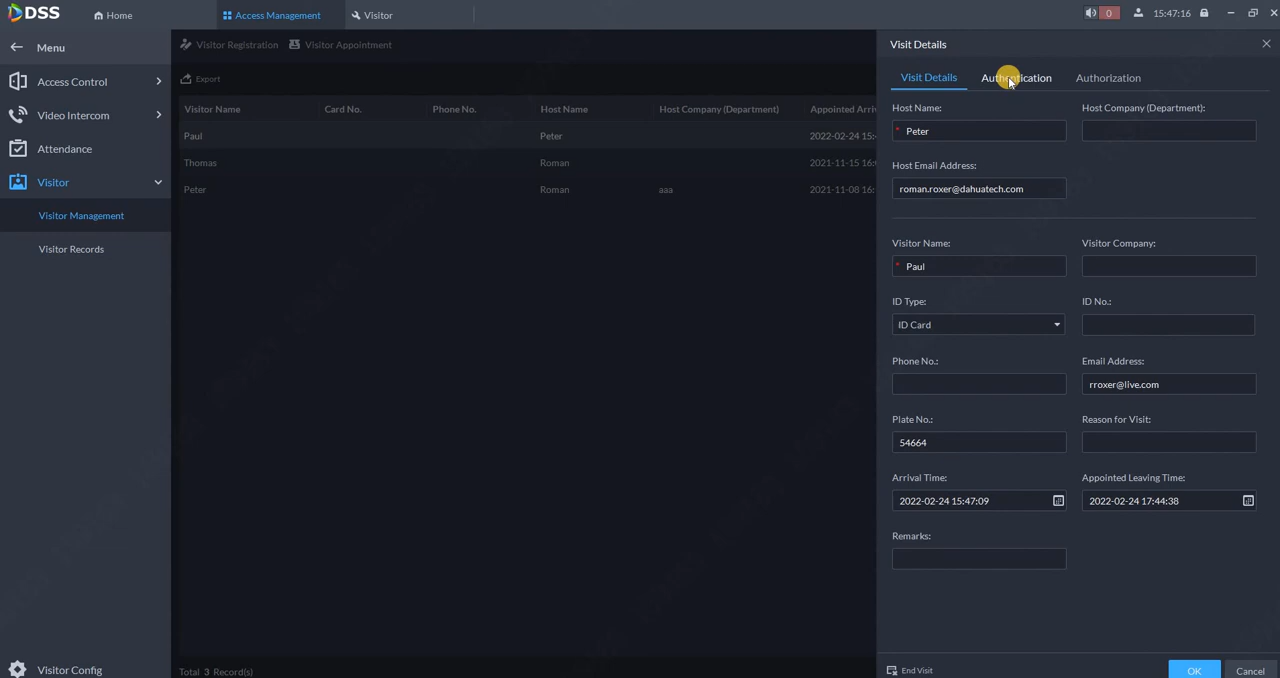 DSS
Home
Access Management
Visitor
0
15:47:16
Menu
Access Control
Video Intercom
Attendance
Visitor
Visitor Management
Visitor Records
Visitor Config
Visitor Registration
Visitor Appointment
Export
Visitor Name Card No. Phone No. Host Name Host Company (Department) Appointed Arri
Paul Peter 2022-02-24 15:4
Thomas Roman 2021-11-15 16:
Peter Roman aaa 2021-11-08 16:
Total 3 Record(s)
Visit Details
Visit Details Authentication Authorization
Host Name: Host Company (Department):
* Peter
Host Email Address:
roman.roxer@dahuatech.com
Visitor Name: Visitor Company:
* Paul
ID Type: ID No.:
ID Card
Phone No.: Email Address:
rroxer@live.com
Plate No.: Reason for Visit:
54664
Arrival Time: Appointed Leaving Time:
2022-02-24 15:47:09 2022-02-24 17:44:38
Remarks:
End Visit OK Cancel